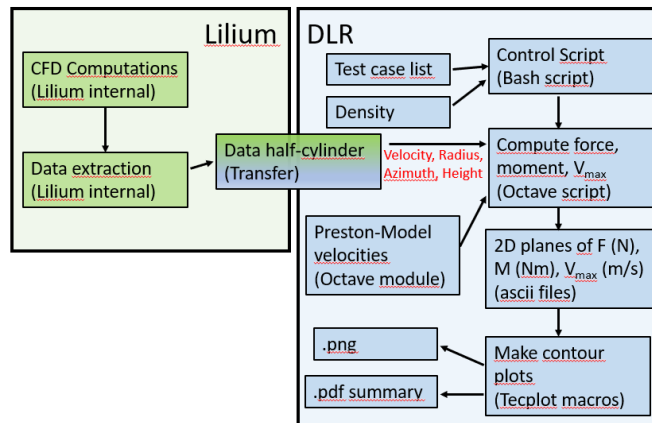 Lilium
CFD Computations
(Lilium internal)
Data extraction
(Lilium internal)
Data half-cylinder
(Transfer)
DLR
Test case list
Density
Control Script
(Bash script)
Velocity, Radius,
Azimuth, Height
Compute force,
moment, Vmax
(Octave script)
Preston-Model
velocities
(Octave module)
2D planes of F (N),
M (Nm), Vmax (m/s)
(ascii files)
.png
.pdf summary
Make contour
plots
(Tecplot macros)